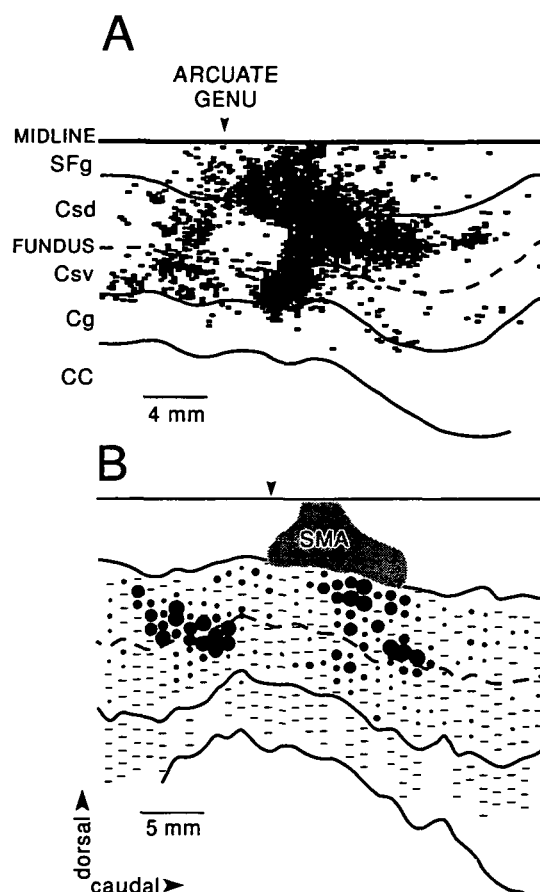 A
ARCUATE
GENU
MIDLINE
SFg
Csd
FUNDUS
Csv
Cg
CC
4 mm
B
SMA
5 mm
dorsal
caudal